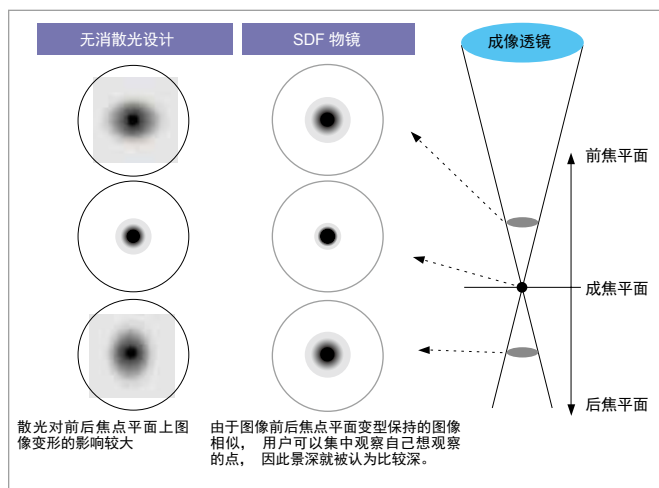 无消散光设计
SDF 物镜
成像透镜
前焦平面
成焦平面
后焦平面
散光对前后焦点平面上图
像变形的影响较大
由于图像前后焦点平面变型保持的图像
相似， 用户可以集中观察自己想观察
的点， 因此景深就被认为比较深。